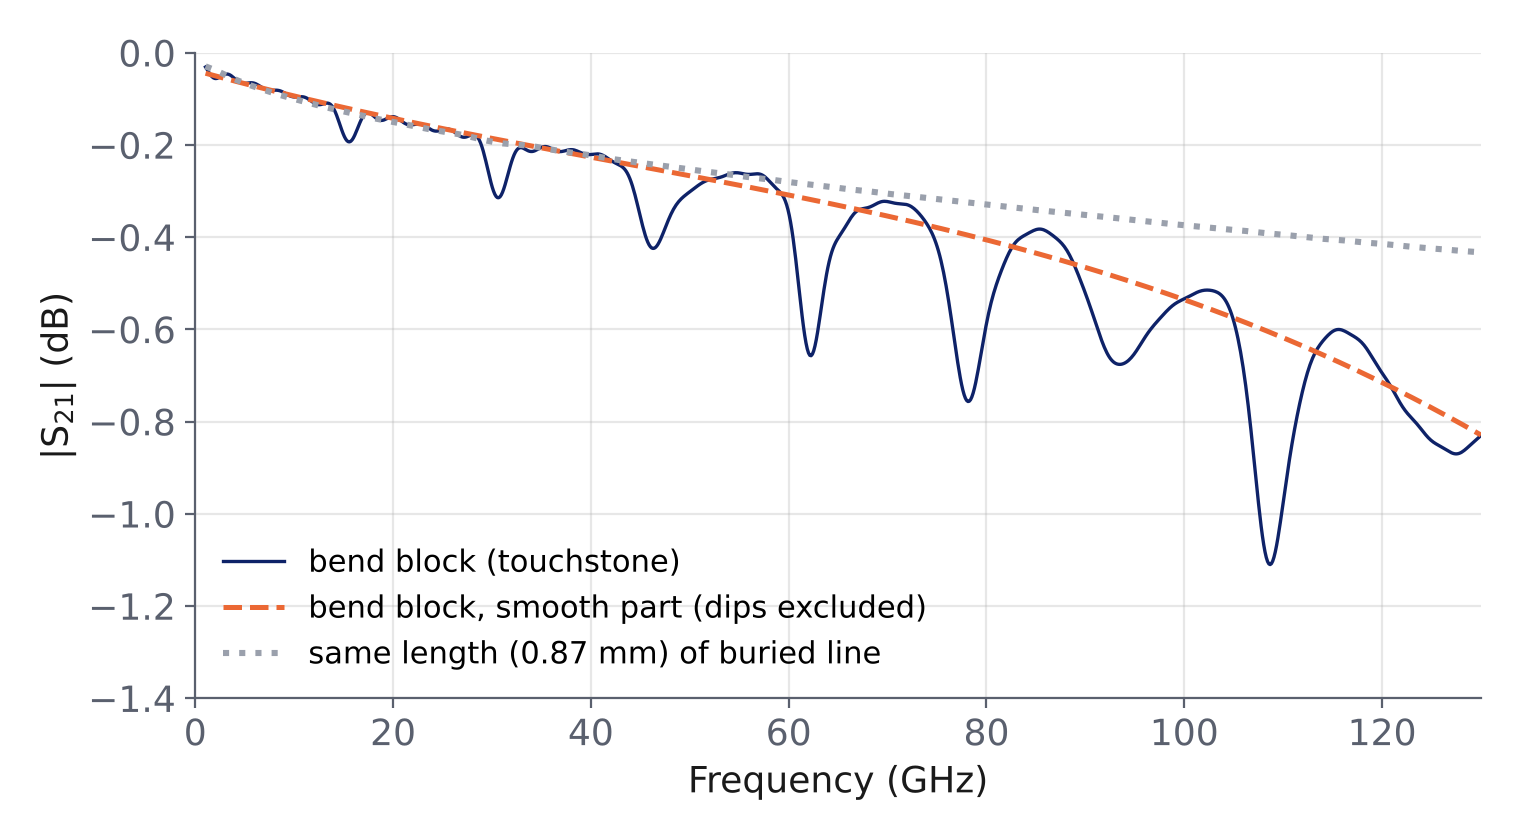 0.0
−0.2
−0.4
−0.6
−0.8
−1.0
−1.2
−1.4
|S₂₁| (dB)
bend block (touchstone)
bend block, smooth part (dips excluded)
same length (0.87 mm) of buried line
0 20 40 60 80 100 120
Frequency (GHz)